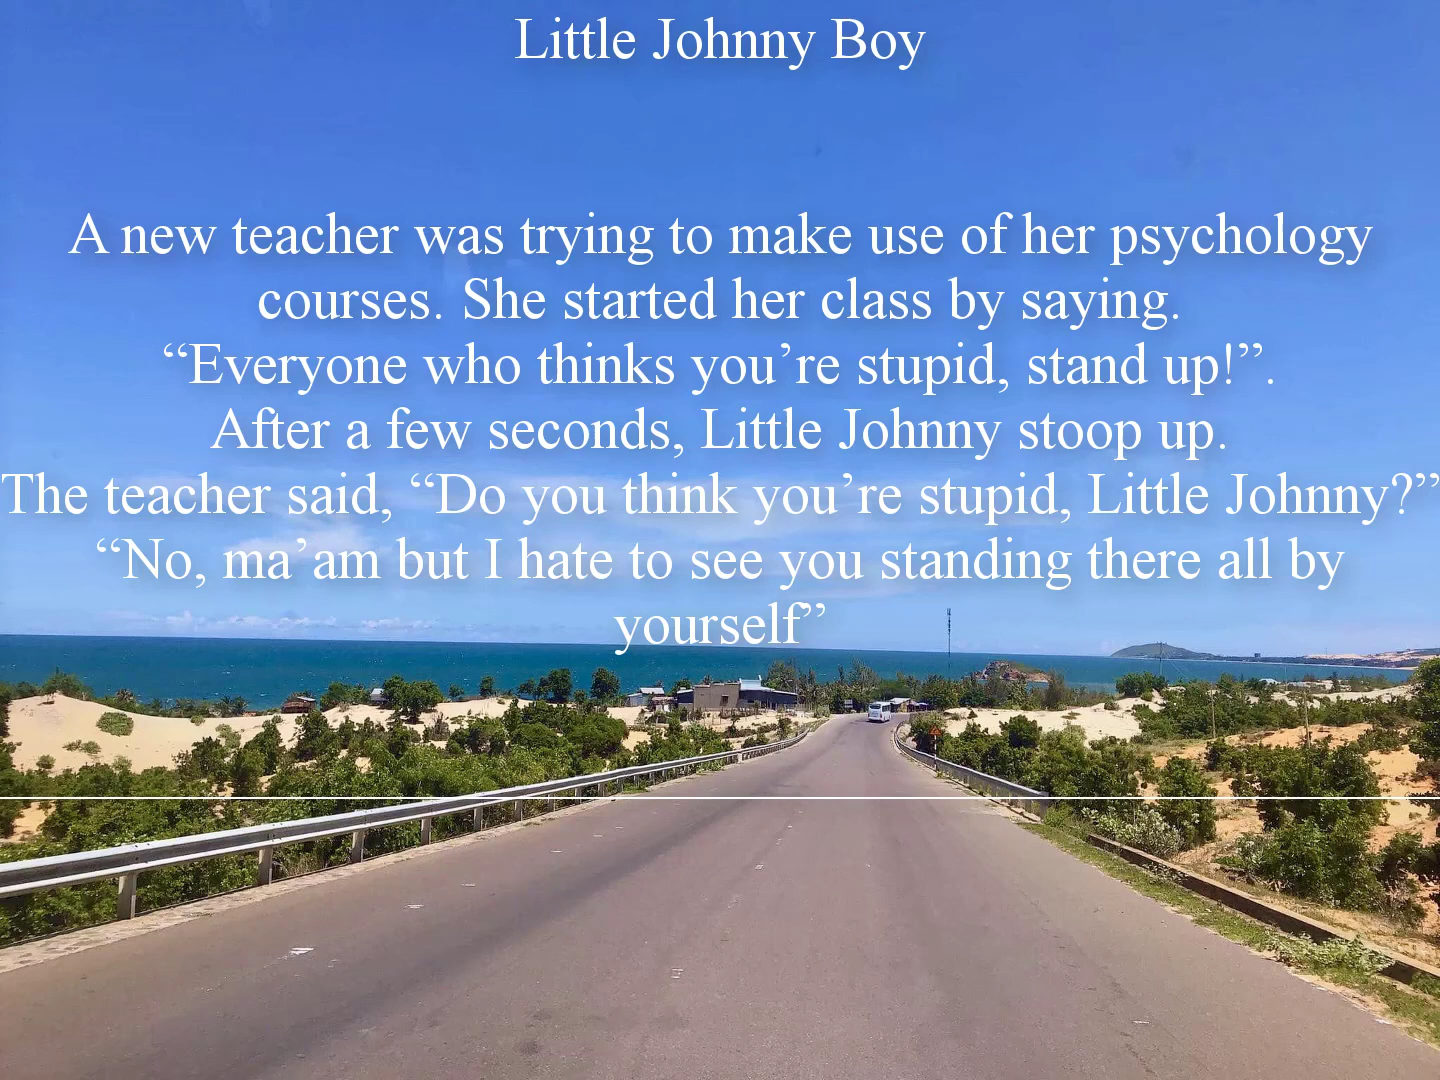 Little Johnny Boy
A new teacher was trying to make use of her psychology
courses. She started her class by saying.
“Everyone who thinks you’re stupid, stand up!”.
After a few seconds, Little Johnny stoop up.
The teacher said, “Do you think you’re stupid, Little Johnny?”
“No, ma’am but I hate to see you standing there all by
yourself”